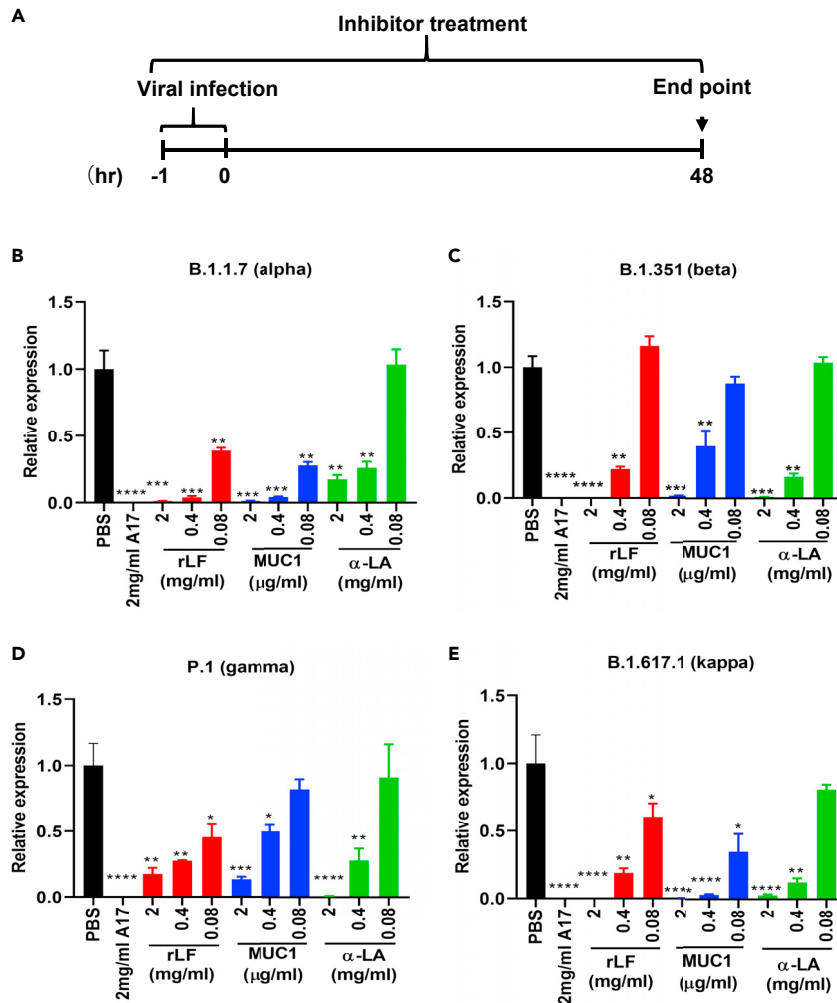 A
Inhibitor treatment
Viral infection
End point
(hr)
-1
0
48
B
B.1.1.7 (alpha)
Relative expression
1.5
1.0
0.5
0.0
****
***
***
**
***
***
**
**
**
PBS
2mg/ml A17
2
0.4
0.08
2
0.4
0.08
2
0.4
0.08
rLF
(mg/ml)
MUC1
(μg/ml)
α-LA
(mg/ml)
C
B.1.351 (beta)
Relative expression
1.5
1.0
0.5
0.0
****
****
**
***
**
***
**
PBS
2mg/ml A17
2
0.4
0.08
2
0.4
0.08
2
0.4
0.08
rLF
(mg/ml)
MUC1
(μg/ml)
α-LA
(mg/ml)
D
P.1 (gamma)
Relative expression
1.5
1.0
0.5
0.0
****
**
**
*
***
*
****
**
PBS
2mg/ml A17
2
0.4
0.08
2
0.4
0.08
2
0.4
0.08
rLF
(mg/ml)
MUC1
(μg/ml)
α-LA
(mg/ml)
E
B.1.617.1 (kappa)
Relative expression
1.5
1.0
0.5
0.0
****
****
**
*
****
****
*
****
**
PBS
2mg/ml A17
2
0.4
0.08
2
0.4
0.08
2
0.4
0.08
rLF
(mg/ml)
MUC1
(μg/ml)
α-LA
(mg/ml)